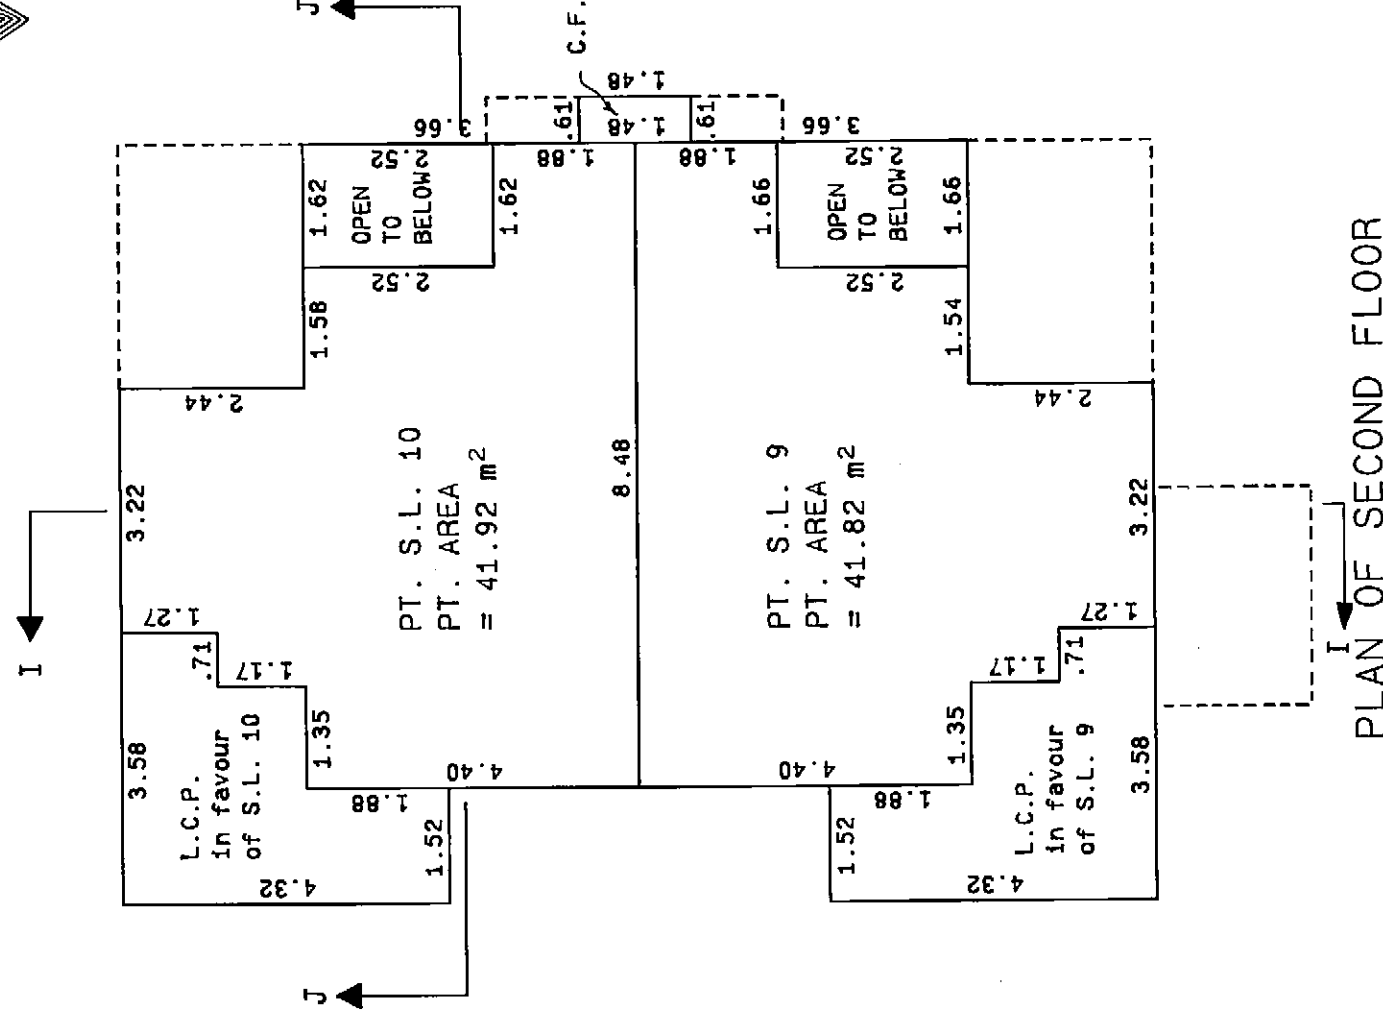 J
C.F.
1.48
3.66
.61
1.48
.61
3.66
1.88
1.88
2.52
2.52
1.62
OPEN
TO
BELOW
1.62
1.66
OPEN
TO
BELOW
1.66
2.52
2.52
1.58
1.54
2.44
2.44
I
3.22
PT. S.L. 10
PT. AREA
= 41.92 m²
8.48
PT. S.L. 9
PT. AREA
= 41.82 m²
3.22
1.27
.71
1.17
1.17
.71
1.27
I
3.58
L.C.P.
in favour
of S.L. 10
1.35
4.40
4.40
1.35
L.C.P.
in favour
of S.L. 9
3.58
1.88
1.88
1.52
1.52
4.32
4.32
J
PLAN OF SECOND FLOOR